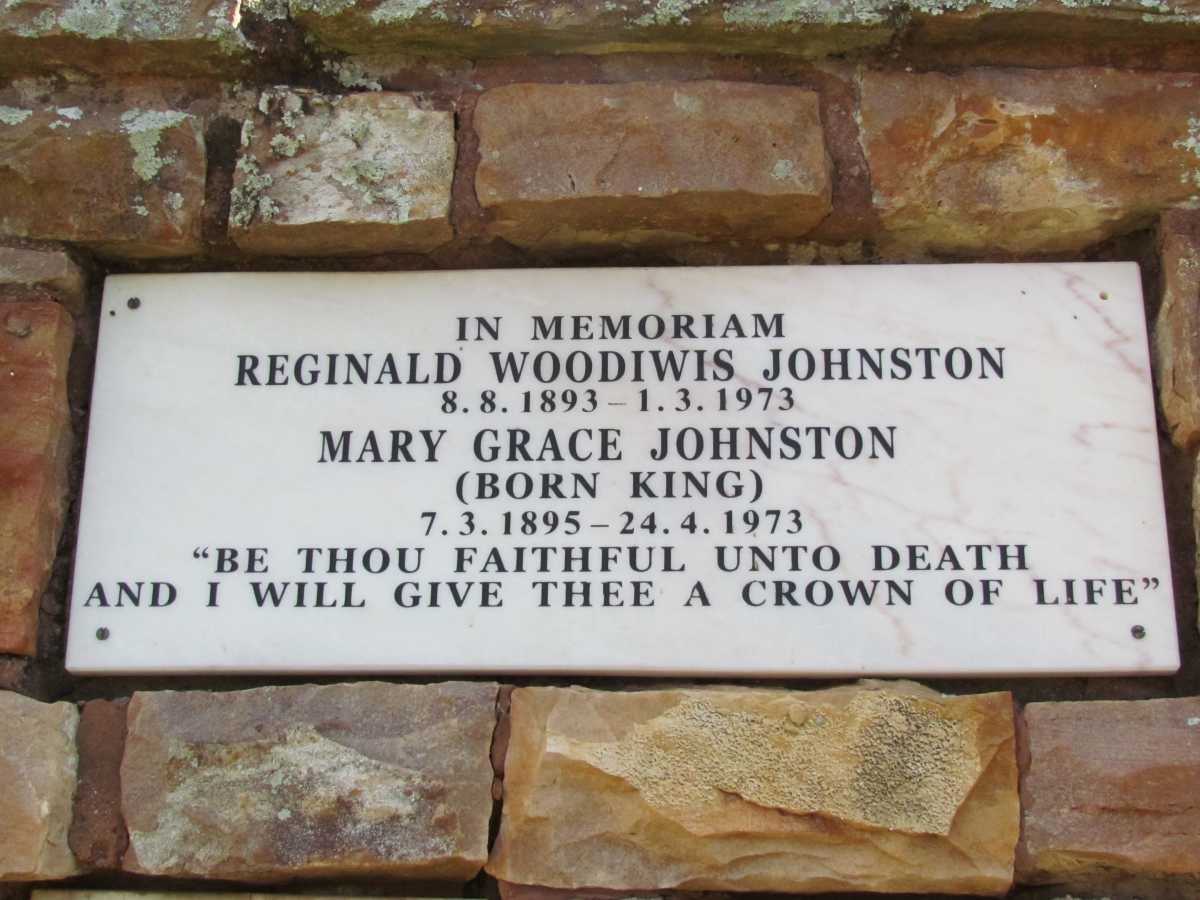 IN MEMORIAM
REGINALD WOODIWIS JOHNSTON
8.8.1893 – 1.3.1973
MARY GRACE JOHNSTON
(BORN KING)
7.3.1895 – 24.4.1973
“BE THOU FAITHFUL UNTO DEATH
AND I WILL GIVE THEE A CROWN OF LIFE”